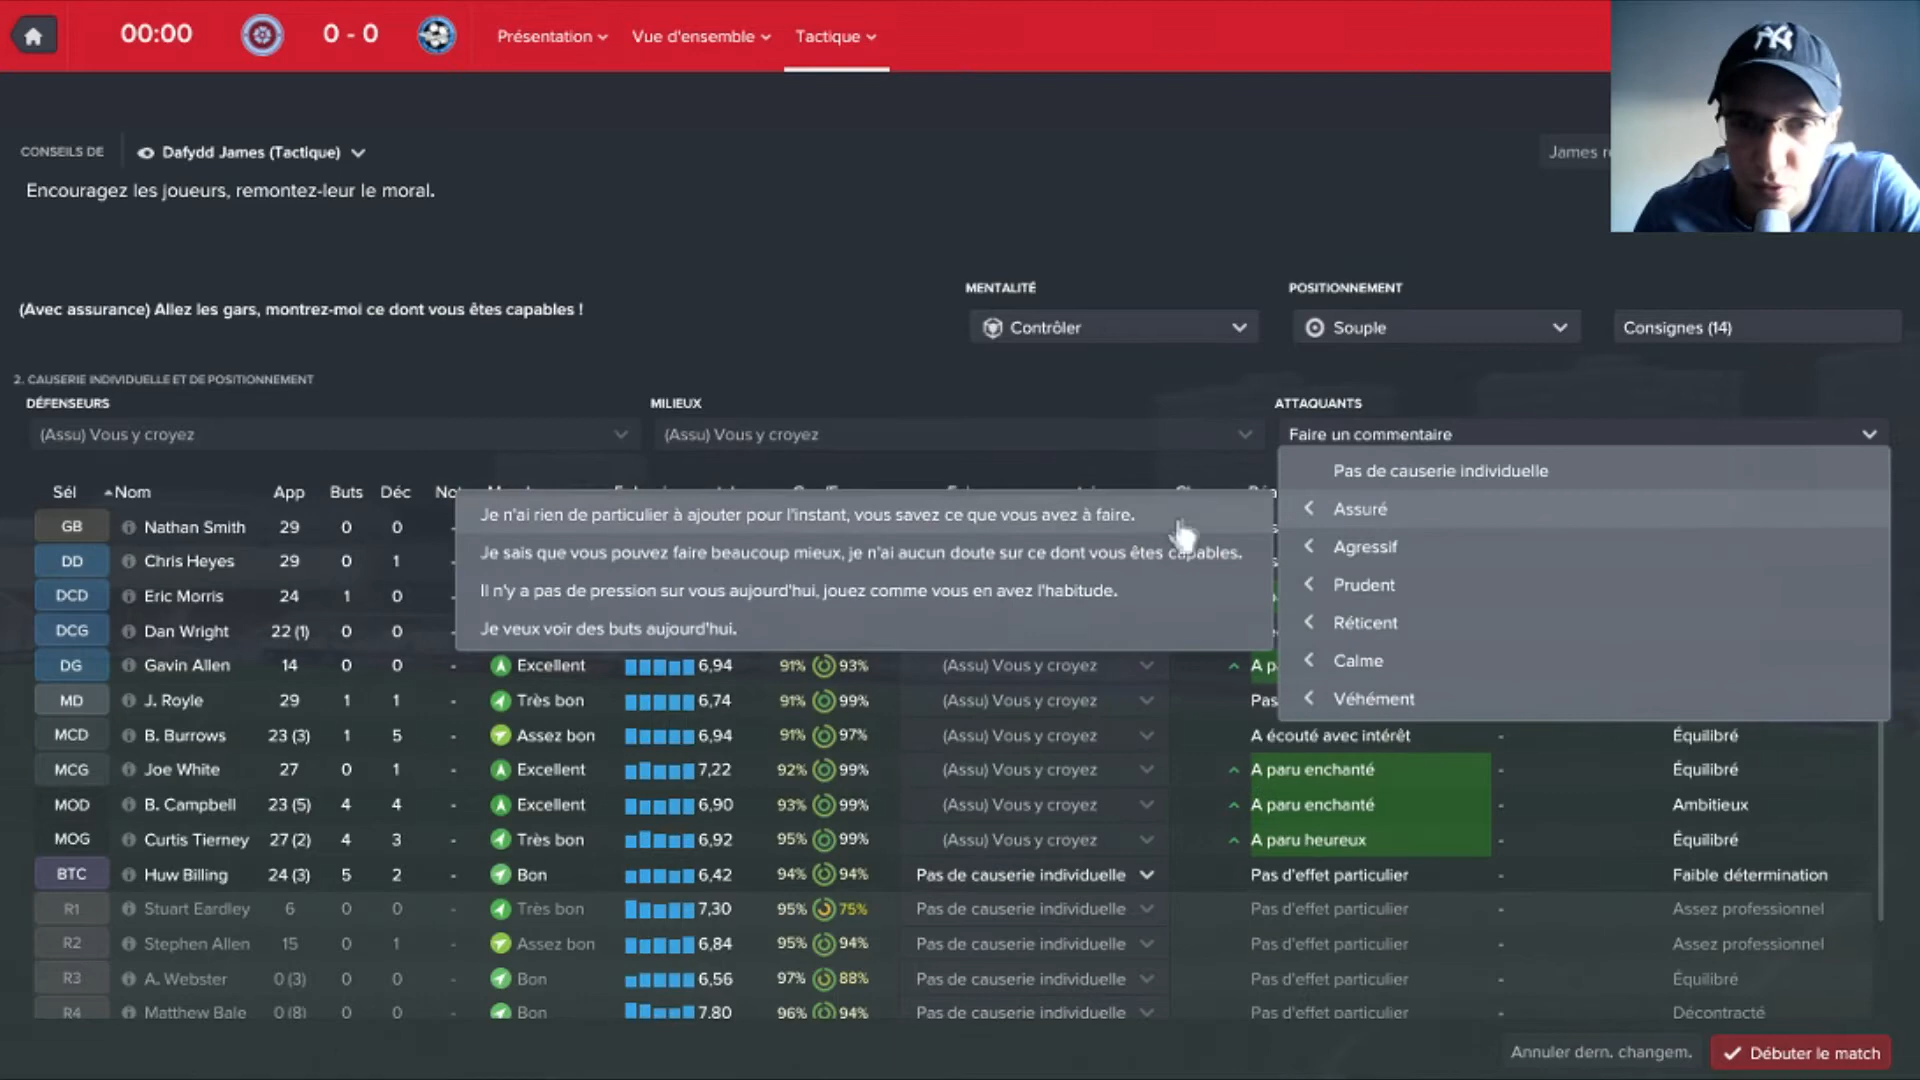 00:00 0 - 0 Présentation Vue d'ensemble Tactique
CONSEILS DE Dafydd James (Tactique) James
Encouragez les joueurs, remontez-leur le moral.
MENTALITÉ POSITIONNEMENT
(Avec assurance) Allez les gars, montrez-moi ce dont vous êtes capables !
Contrôler Souple Consignes (14)
2. CAUSERIE INDIVIDUELLE ET DE POSITIONNEMENT
DÉFENSEURS MILIEUX ATTAQUANTS
(Assu) Vous y croyez (Assu) Vous y croyez Faire un commentaire
Pas de causerie individuelle
Assuré
Agressif
Prudent
Réticent
Calme
Véhément
Je n'ai rien de particulier à ajouter pour l'instant, vous savez ce que vous avez à faire.
Je sais que vous pouvez faire beaucoup mieux, je n'ai aucun doute sur ce dont vous êtes capables.
Il n'y a pas de pression sur vous aujourd'hui, jouez comme vous en avez l'habitude.
Je veux voir des buts aujourd'hui.
Sél Nom App Buts Déc
GB Nathan Smith 29 0 0 -
DD Chris Heyes 29 0 1
DCD Eric Morris 24 1 0
DCG Dan Wright 22 (1) 0 0
DG Gavin Allen 14 0 0 - Excellent 6,94 91% 93% (Assu) Vous y croyez A
MD J. Royle 29 1 1 - Très bon 6,74 91% 99% (Assu) Vous y croyez Pas
MCD B. Burrows 23 (3) 1 5 - Assez bon 6,94 91% 97% (Assu) Vous y croyez A écouté avec intérêt - Équilibré
MCG Joe White 27 0 1 - Excellent 7,22 92% 99% (Assu) Vous y croyez A paru enchanté - Équilibré
MOD B. Campbell 23 (5) 4 4 - Excellent 6,90 93% 99% (Assu) Vous y croyez A paru enchanté - Ambitieux
MOG Curtis Tierney 27 (2) 4 3 - Très bon 6,92 95% 99% (Assu) Vous y croyez A paru heureux - Équilibré
BTC Huw Billing 24 (3) 5 2 - Bon 6,42 94% 94% Pas de causerie individuelle Pas d'effet particulier - Faible détermination
R1 Stuart Eardley 6 0 0 - Très bon 7,30 95% 75% Pas de causerie individuelle Pas d'effet particulier - Assez professionnel
R2 Stephen Allen 15 0 1 - Assez bon 6,84 95% 94% Pas de causerie individuelle Pas d'effet particulier - Assez professionnel
R3 A. Webster 0 (3) 0 0 - Bon 6,56 97% 88% Pas de causerie individuelle Pas d'effet particulier - Équilibré
R4 Matthew Bale 0 (8) 0 0 - Bon 7,80 96% 94% Pas de causerie individuelle Pas d'effet particulier - Décontracté
Annuler dern. changem. Débuter le match